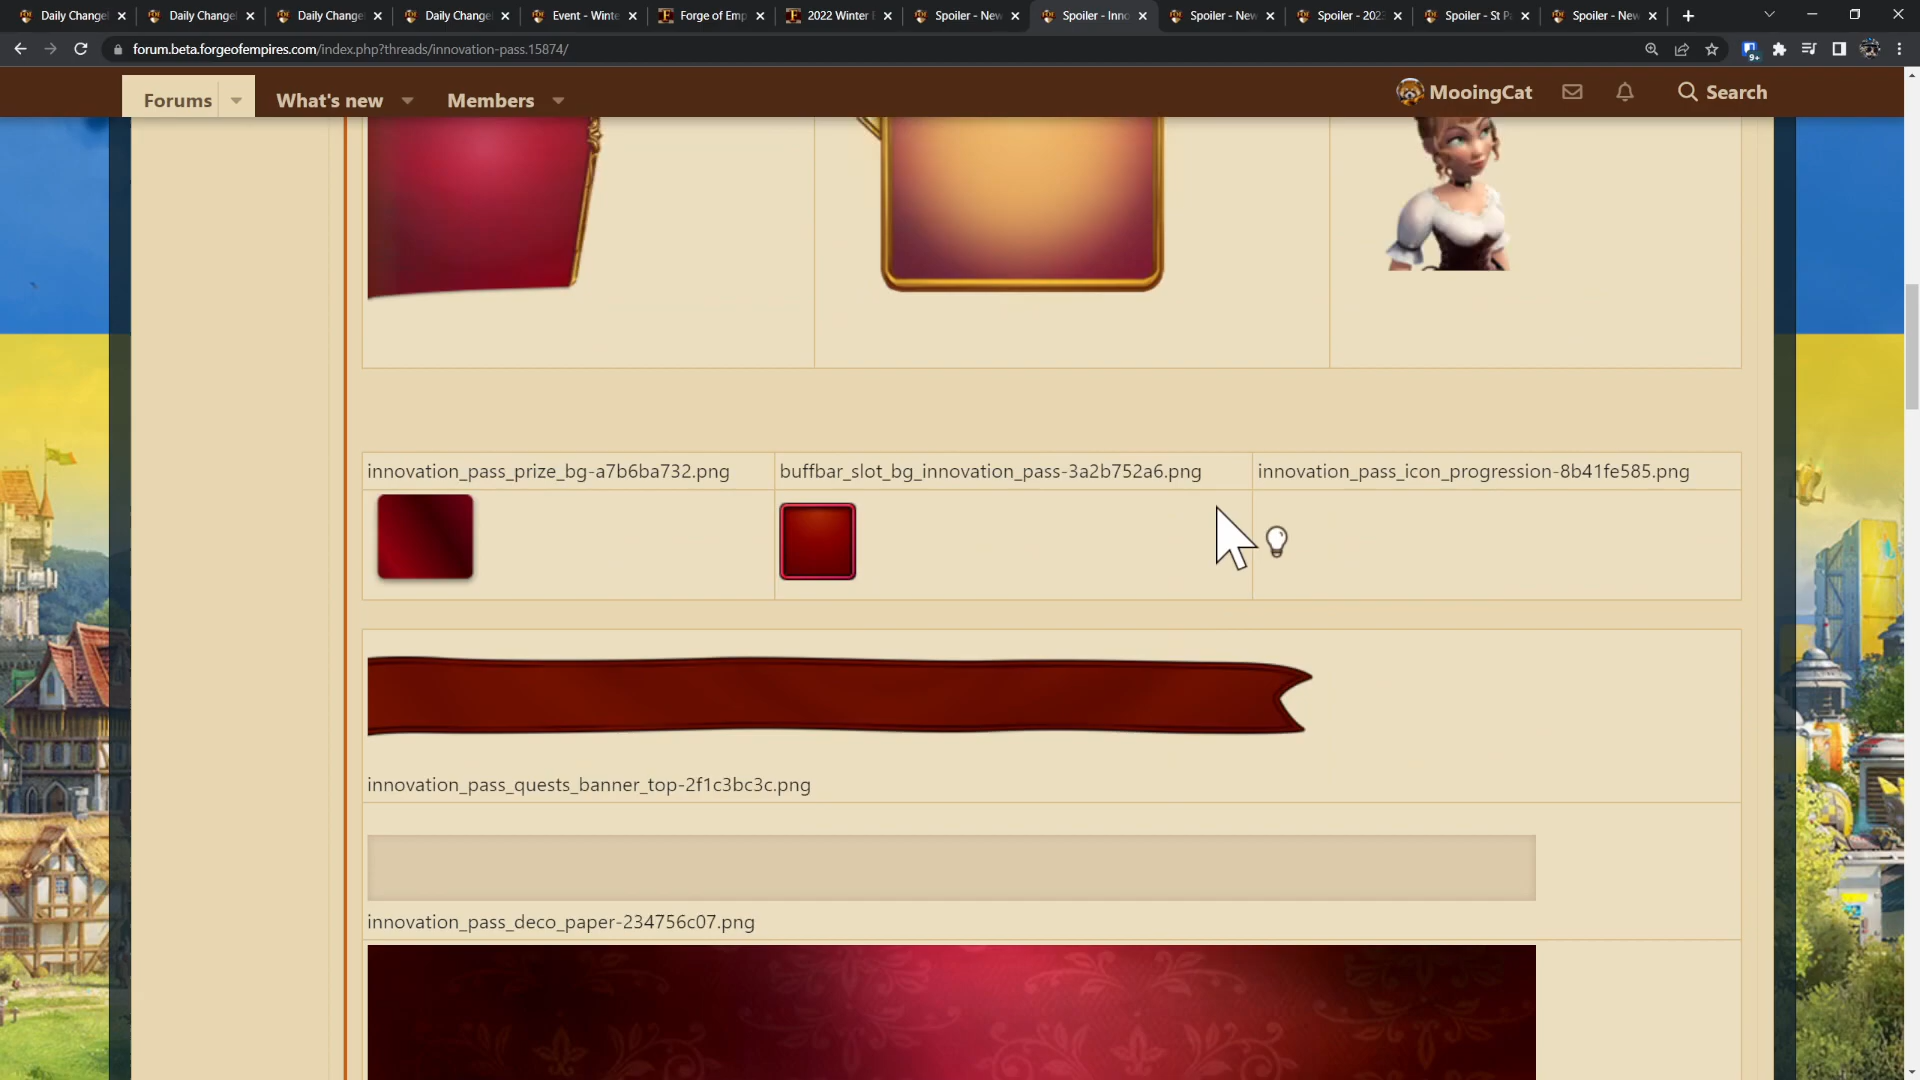 Daily Change
Daily Change
Daily Change
Daily Change
Event - Winte
Forge of Emp
2022 Winter E
Spoiler - New
Spoiler - Inno
Spoiler - New
Spoiler - 202
Spoiler - St Pa
Spoiler - New
forum.beta.forgeofempires.com/index.php?threads/innovation-pass.15874/
9+
Forums
What's new
Members
MooingCat
Search
innovation_pass_prize_bg-a7b6ba732.png
buffbar_slot_bg_innovation_pass-3a2b752a6.png
innovation_pass_icon_progression-8b41fe585.png
innovation_pass_quests_banner_top-2f1c3bc3c.png
innovation_pass_deco_paper-234756c07.png